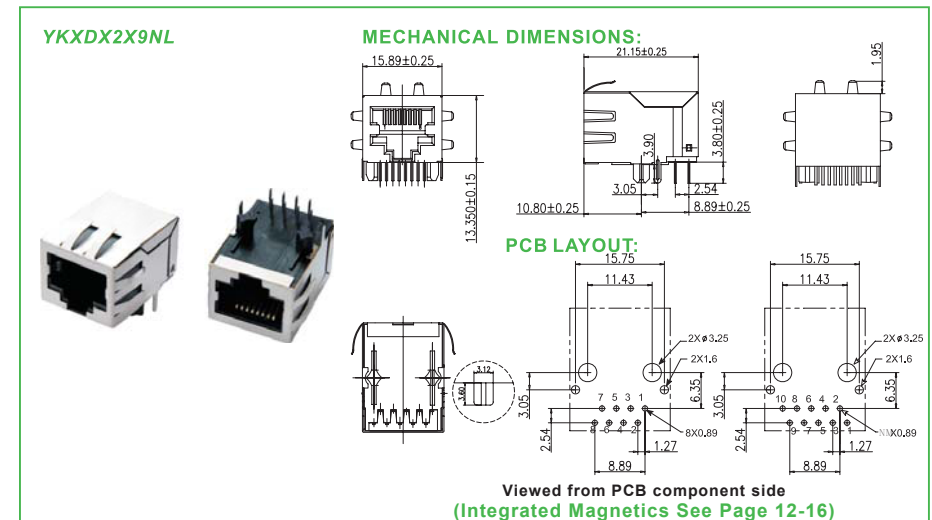 YKXDX2X9NL
MECHANICAL DIMENSIONS:
15.89±0.25
13.350±0.15
21.15±0.25
3.90
3.80±0.25
3.05
2.54
10.80±0.25
8.89±0.25
1.95
PCB LAYOUT:
3.12
3.60
15.75
11.43
2Xø3.25
2X1.6
3.05
6.35
7 5 3 1
8 6 4 2
8X0.89
2.54
1.27
8.89
15.75
11.43
2Xø3.25
2X1.6
3.05
6.35
10 8 6 4 2
9 7 5 3 1
X0.89
2.54
1.27
8.89
Viewed from PCB component side
(Integrated Magnetics See Page 12-16)